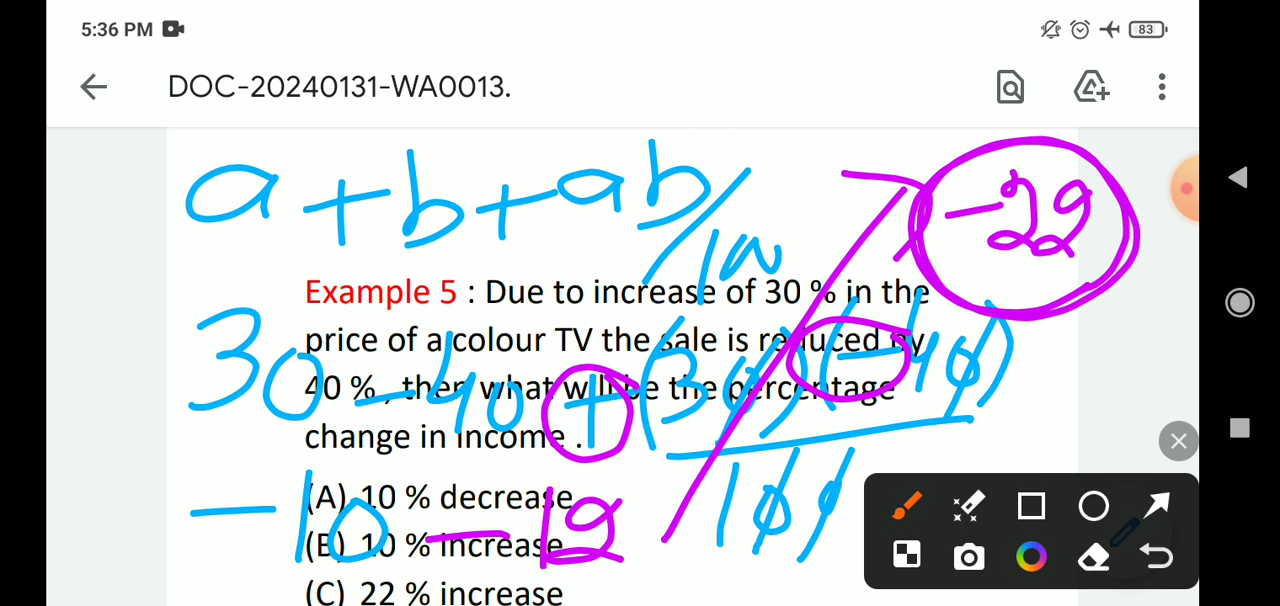 5:36 PM 83
DOC-20240131-WA0013.
a + b + ab/100
-22
Example 5 : Due to increase of 30 % in the
price of a colour TV the sale is reduced by
40 % , then what will be the percentage
change in income .
30 - 40 + (30)(-40)
100
(A) 10 % decrease
(B) 10 % increase
-10 - 12
(C) 22 % increase